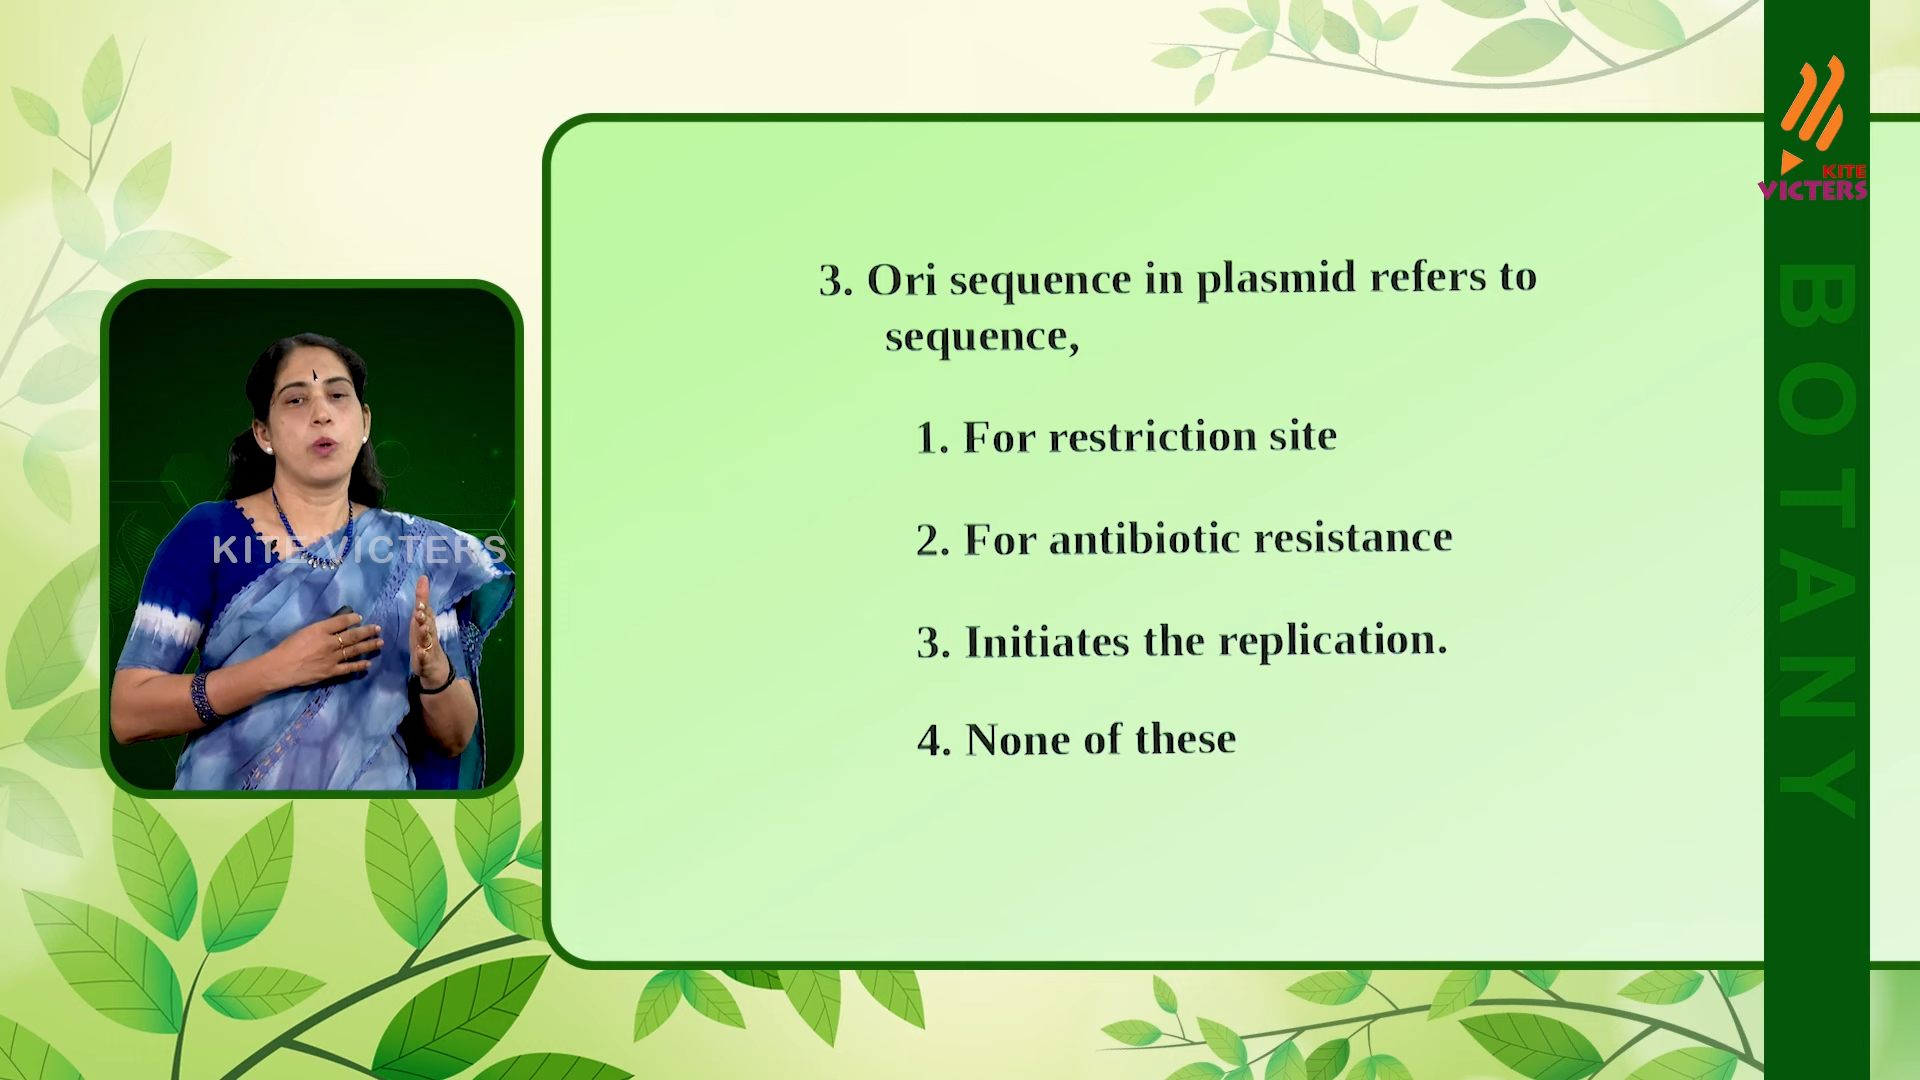 3. Ori sequence in plasmid refers to
sequence,
1. For restriction site
2. For antibiotic resistance
3. Initiates the replication.
4. None of these
KITE VICTERS
KITE
VICTERS
BOTANY